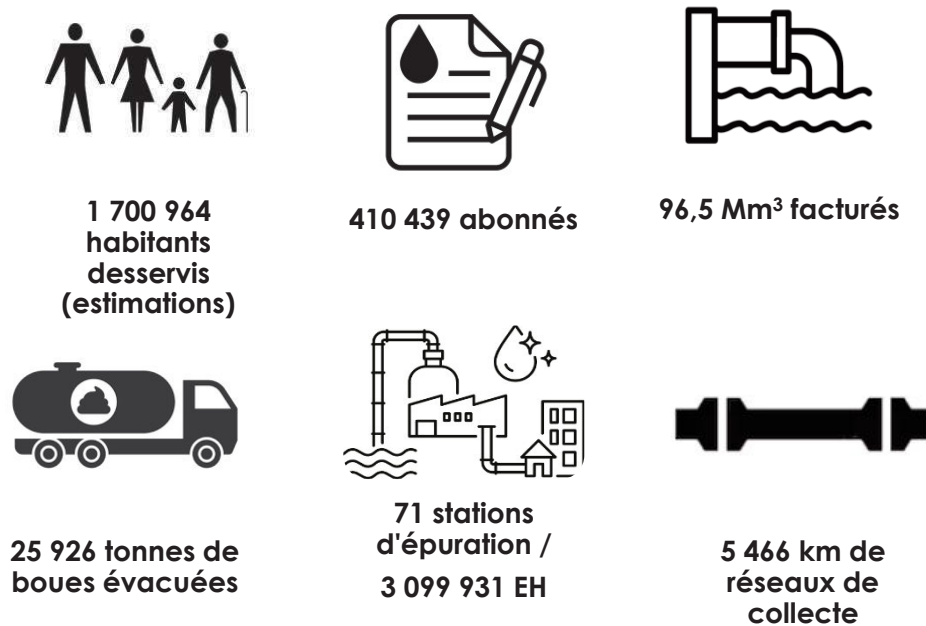 1 700 964
habitants
desservis
(estimations)
410 439 abonnés
96,5 Mm³ facturés
25 926 tonnes de
boues évacuées
71 stations
d'épuration /
3 099 931 EH
5 466 km de
réseaux de
collecte